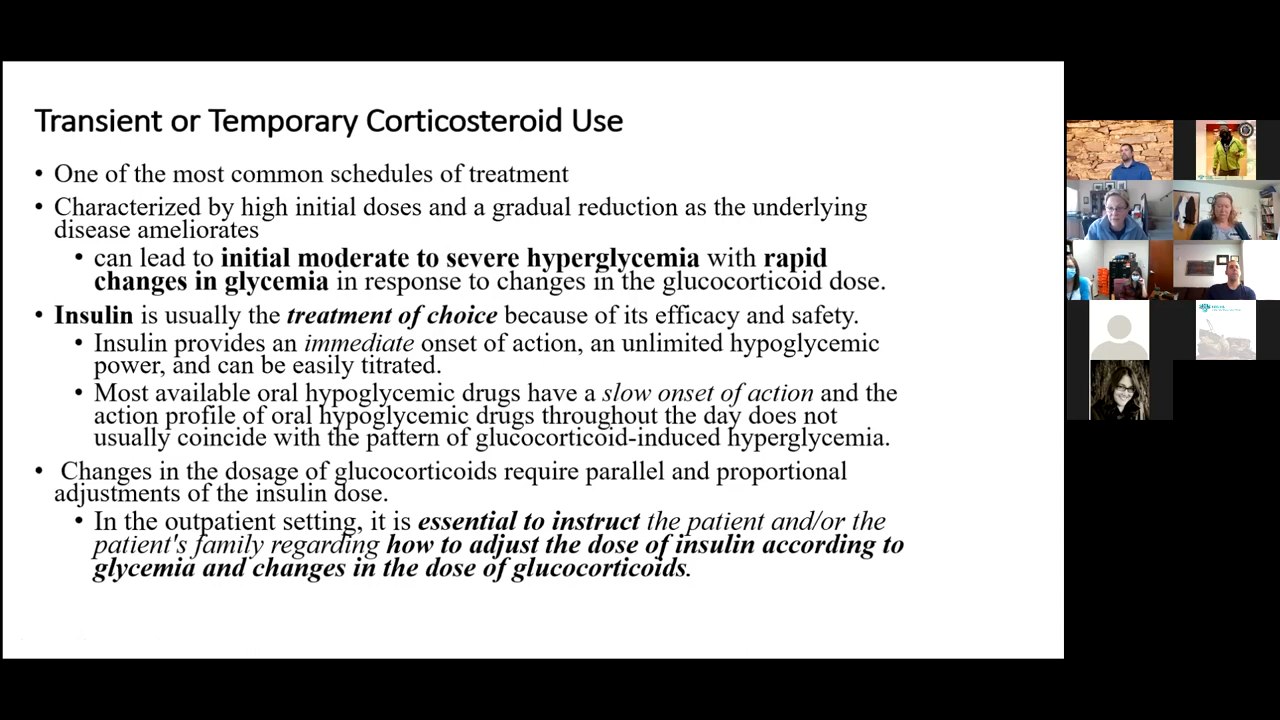 Transient or Temporary Corticosteroid Use
• One of the most common schedules of treatment
• Characterized by high initial doses and a gradual reduction as the underlying
disease ameliorates
• can lead to initial moderate to severe hyperglycemia with rapid
changes in glycemia in response to changes in the glucocorticoid dose.
• Insulin is usually the treatment of choice because of its efficacy and safety.
• Insulin provides an immediate onset of action, an unlimited hypoglycemic
power, and can be easily titrated.
• Most available oral hypoglycemic drugs have a slow onset of action and the
action profile of oral hypoglycemic drugs throughout the day does not
usually coincide with the pattern of glucocorticoid-induced hyperglycemia.
• Changes in the dosage of glucocorticoids require parallel and proportional
adjustments of the insulin dose.
• In the outpatient setting, it is essential to instruct the patient and/or the
patient's family regarding how to adjust the dose of insulin according to
glycemia and changes in the dose of glucocorticoids.